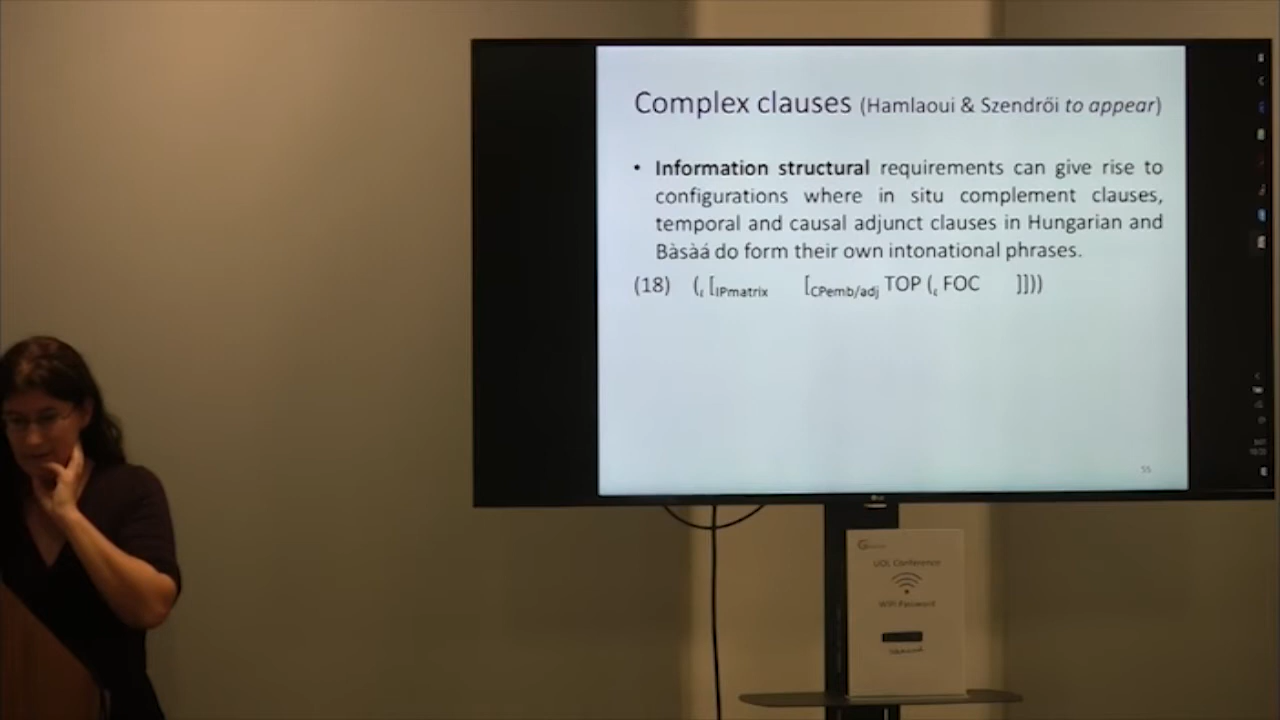 Complex clauses (Hamlaoui & Szendrői to appear)
• Information structural requirements can give rise to
configurations where in situ complement clauses,
temporal and causal adjunct clauses in Hungarian and
Bàsàá do form their own intonational phrases.
(18) (ι [IPmatrix [CPemb/adj TOP (ι FOC ]]))
55
UOL Conference
WiFi Password